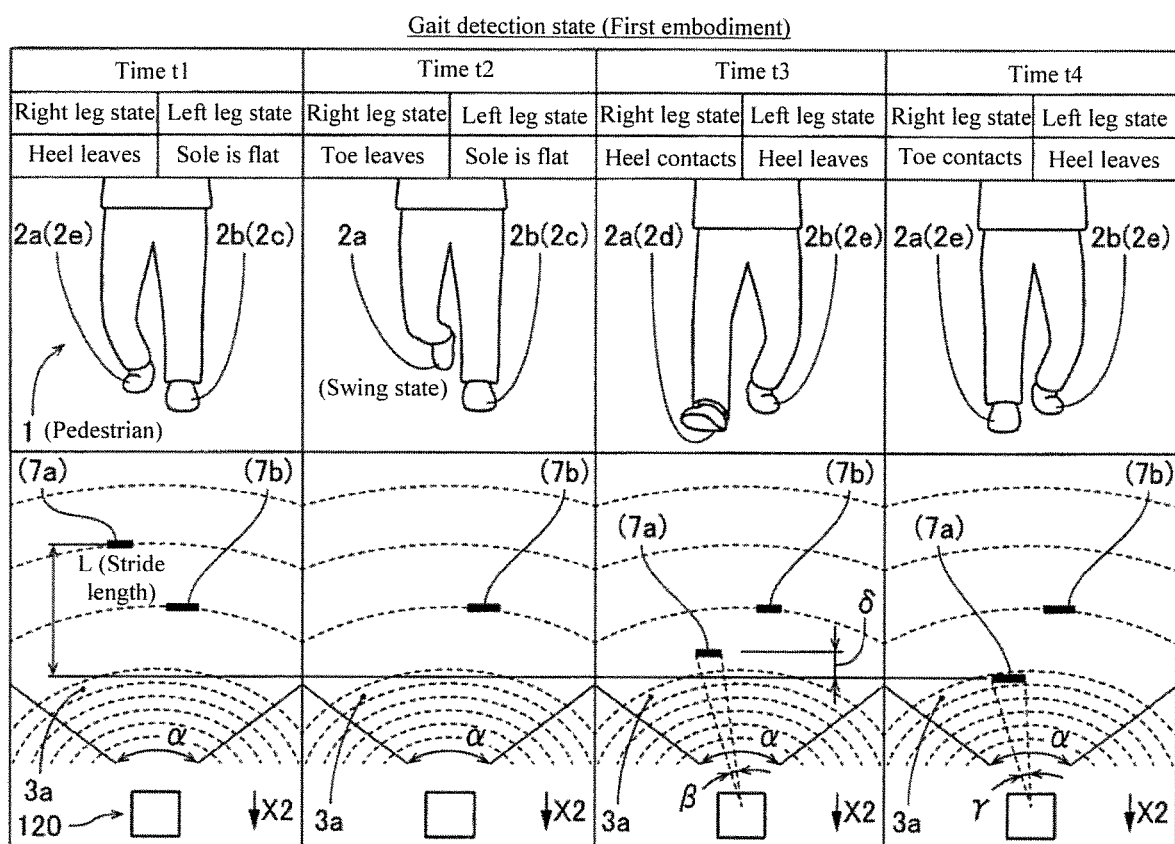 Gait detection state (First embodiment)
Time t1
Time t2
Time t3
Time t4
Right leg state
Left leg state
Right leg state
Left leg state
Right leg state
Left leg state
Right leg state
Left leg state
Heel leaves
Sole is flat
Toe leaves
Sole is flat
Heel contacts
Heel leaves
Toe contacts
Heel leaves
2a(2e)
2b(2c)
2a
2b(2c)
2a(2d)
2b(2e)
2a(2e)
2b(2e)
(Swing state)
1 (Pedestrian)
(7a)
(7b)
(7b)
(7a)
(7b)
(7a)
(7b)
L (Stride
length)
δ
α
α
α
α
β
γ
3a
3a
3a
3a
120
X2
X2
X2
X2